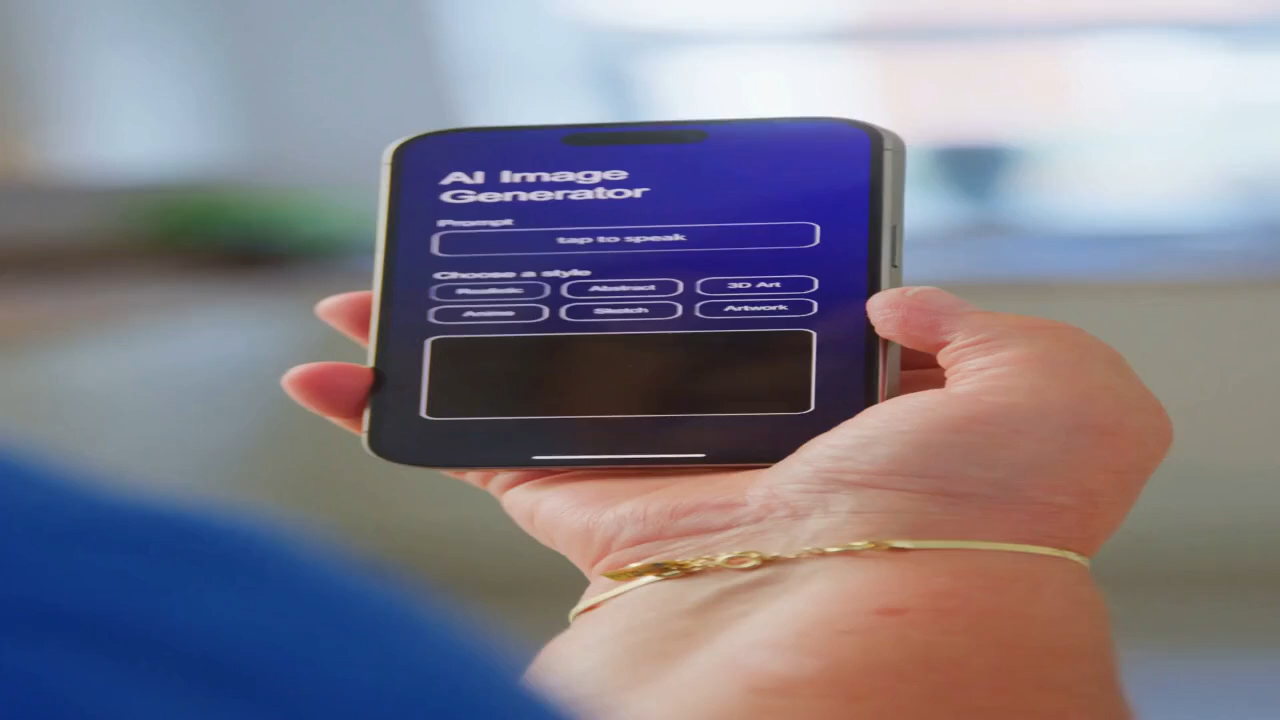 AI Image
Generator
Prompt
tap to speak
Choose a style
Realistic Abstract 3D Art
Anime Sketch Artwork